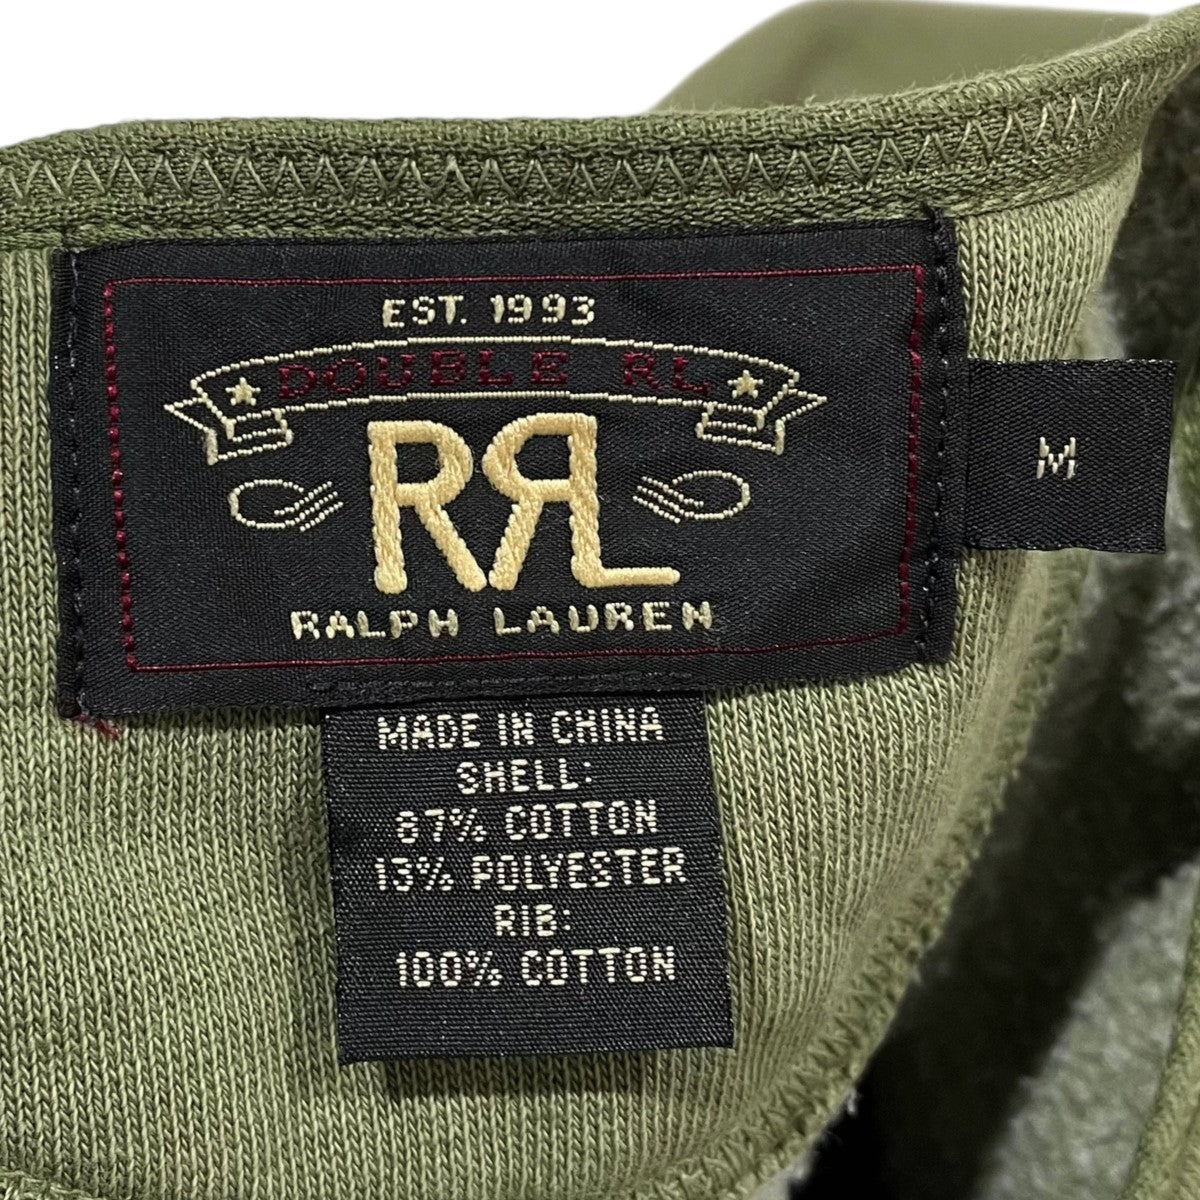 EST. 1993
DOUBLE RL
RRL
RALPH LAUREN
M
MADE IN CHINA
SHELL:
87% COTTON
13% POLYESTER
RIB:
100% COTTON